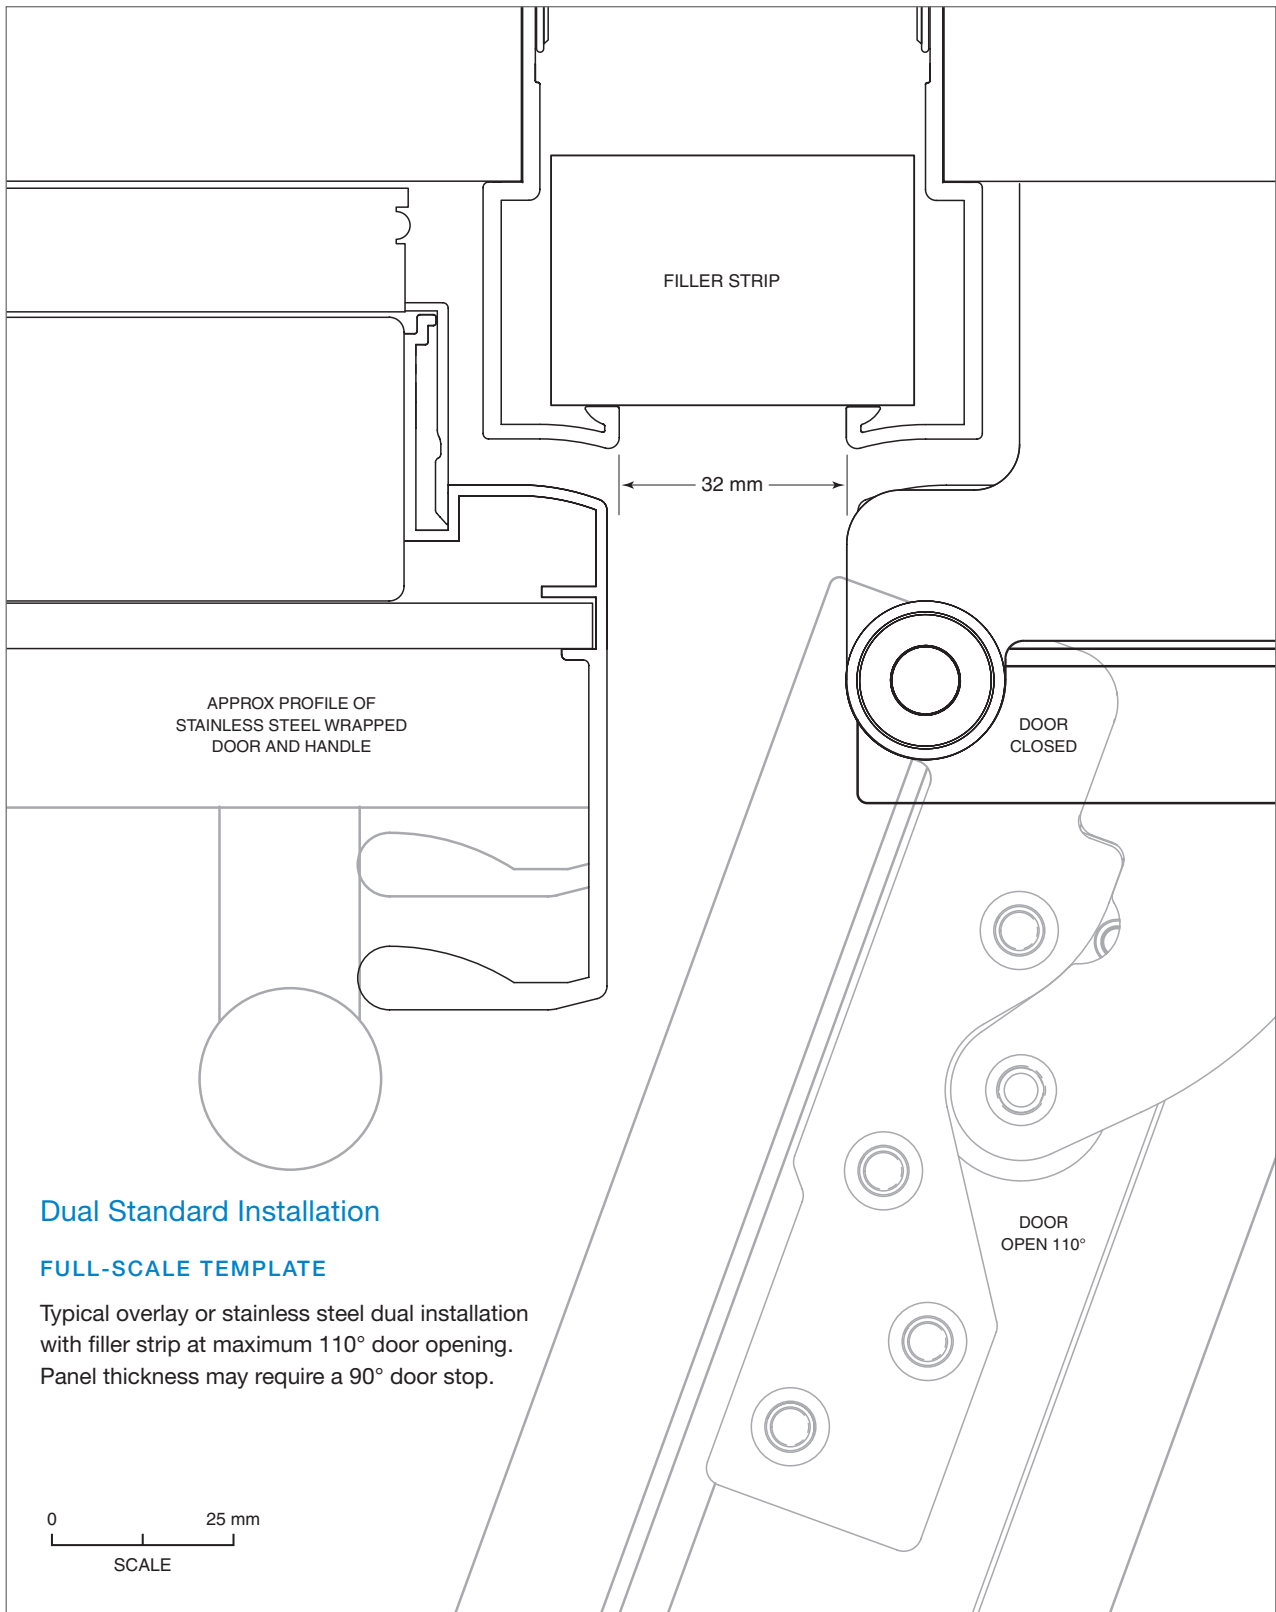 FILLER STRIP
32 mm
APPROX PROFILE OF
STAINLESS STEEL WRAPPED
DOOR AND HANDLE
DOOR
CLOSED
DOOR
OPEN 110°
Dual Standard Installation
FULL-SCALE TEMPLATE
Typical overlay or stainless steel dual installation
with filler strip at maximum 110° door opening.
Panel thickness may require a 90° door stop.
0 25 mm
SCALE